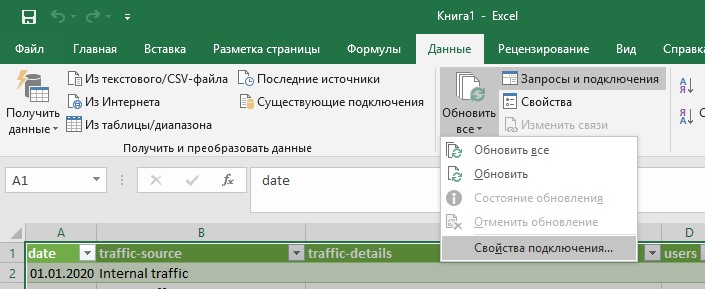 Книга1 - Excel
Файл Главная Вставка Разметка страницы Формулы Данные Рецензирование Вид Справка
Получить данные
Из текстового/CSV-файла
Из Интернета
Из таблицы/диапазона
Последние источники
Существующие подключения
Получить и преобразовать данные
Обновить все
Запросы и подключения
Свойства
Изменить связи
А
Я
Я
А
С
Обновить все
Обновить
Состояние обновления
Отменить обновление
Свойства подключения...
A1 fx date
A B D
1 date traffic-source traffic-details users
2 01.01.2020 Internal traffic